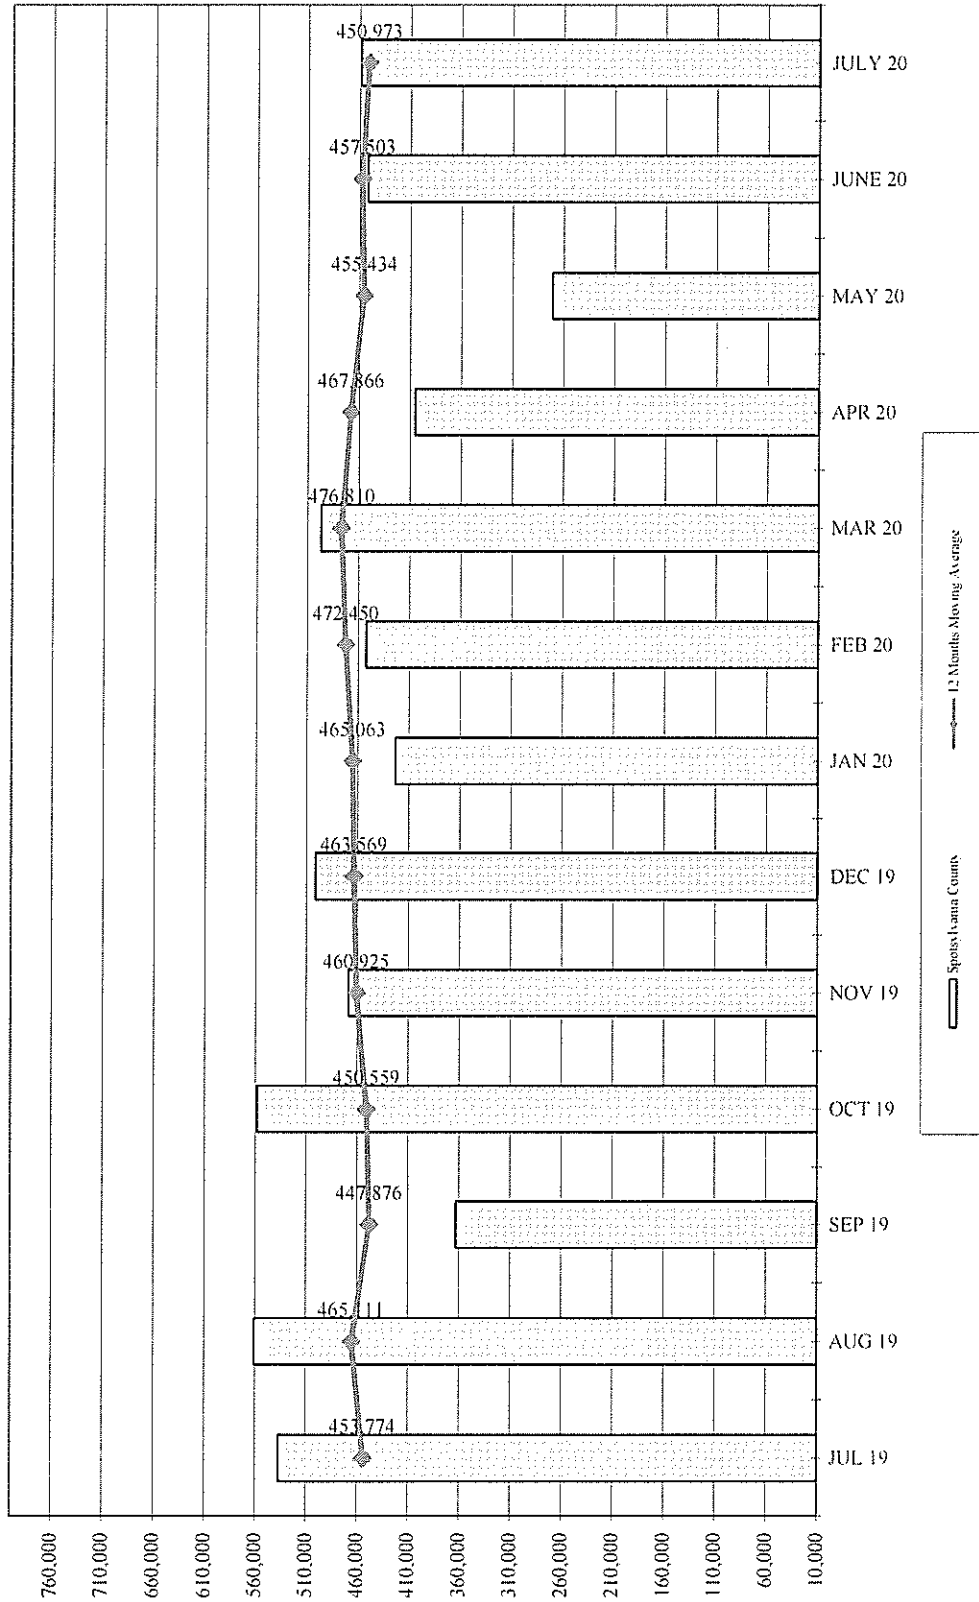 760,000
710,000
660,000
610,000
560,000
510,000
460,000
410,000
360,000
310,000
260,000
210,000
160,000
110,000
60,000
10,000
453,774
465,111
447,876
450,559
460,925
463,569
465,063
472,450
476,810
467,866
455,434
457,503
450,973
JUL 19
AUG 19
SEP 19
OCT 19
NOV 19
DEC 19
JAN 20
FEB 20
MAR 20
APR 20
MAY 20
JUNE 20
JULY 20
Spotsylvania County
12 Months Moving Average